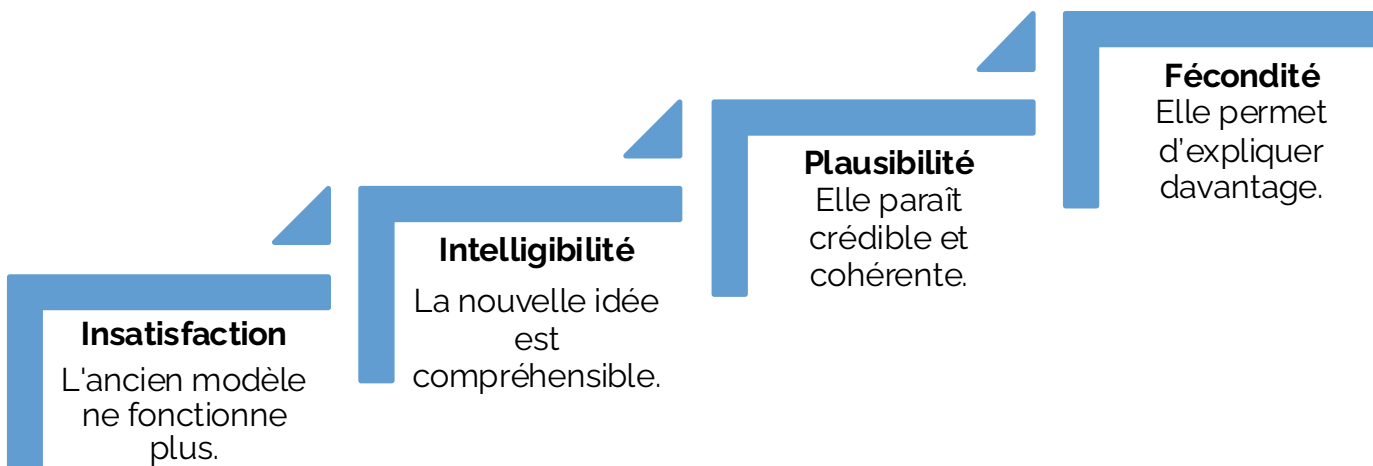 Insatisfaction
L'ancien modèle
ne fonctionne
plus.
Intelligibilité
La nouvelle idée
est
compréhensible.
Plausibilité
Elle paraît
crédible et
cohérente.
Fécondité
Elle permet
d'expliquer
davantage.